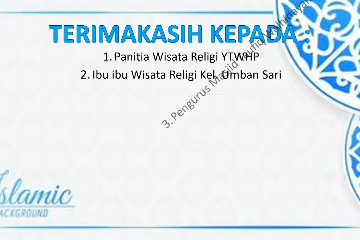 TERIMAKASIH KEPADA :
1. Panitia Wisata Religi YTWHP
2. Ibu ibu Wisata Religi Kel. Umban Sari
3. Pengurus Masjid
Islamic
BACKGROUND